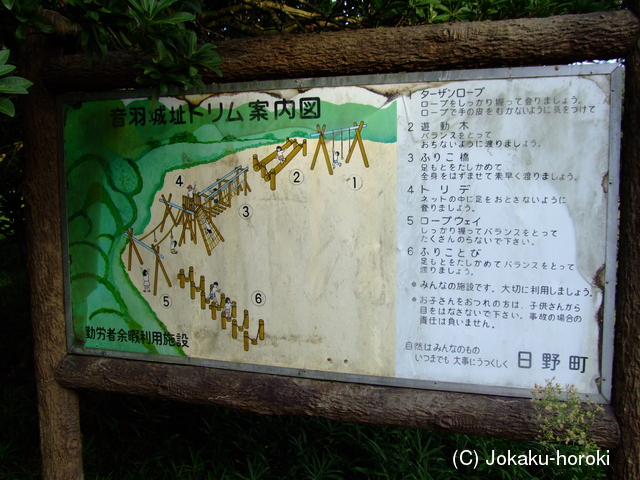 音羽城址トリム案内図
1
2
3
4
5
6
勤労者余暇利用施設
1 ターザンロープ
ロープをしっかり握って登りましょう。
ロープで手の皮をむかないように気をつけて
2 遊動木
バランスをとって
おちないように渡りましょう。
3 ふりこ橋
足もとをたしかめて
全身をはずませて素早く渡りましょう。
4 トリデ
ネットの中に足をおとさないように
登りましょう。
5 ロープウェイ
しっかり握ってバランスをとって
たくさんのらないで下さい。
6 ふりことび
足もとをたしかめてバランスをとって
渡りましょう。
* みんなの施設です。大切に利用しましょう。
* お子さんをおつれの方は、子供さんから
目をはなさないで下さい。事故の場合の
責任は負いません。
自然はみんなのもの
いつまでも大事にうつくしく
日野町
(C) Jokaku-horoki